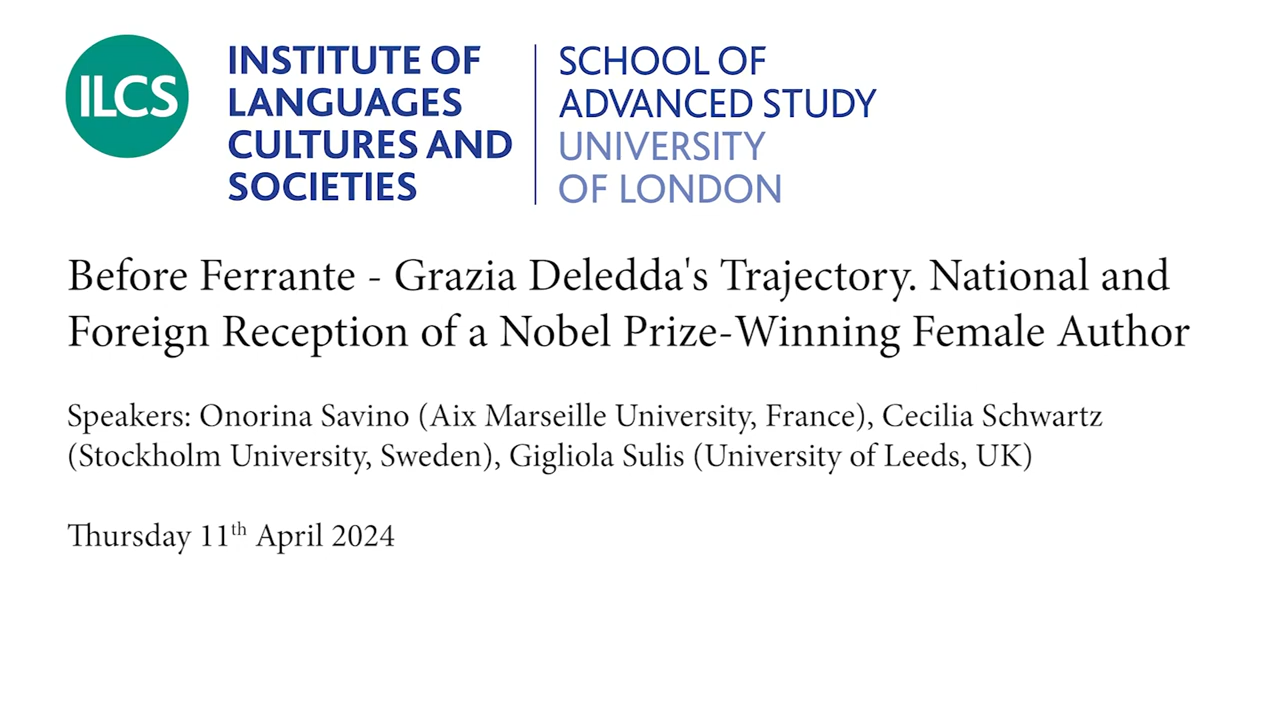 ILCS
INSTITUTE OF
LANGUAGES
CULTURES AND
SOCIETIES
SCHOOL OF
ADVANCED STUDY
UNIVERSITY
OF LONDON
Before Ferrante - Grazia Deledda's Trajectory. National and
Foreign Reception of a Nobel Prize-Winning Female Author
Speakers: Onorina Savino (Aix Marseille University, France), Cecilia Schwartz
(Stockholm University, Sweden), Gigliola Sulis (University of Leeds, UK)
Thursday 11th April 2024